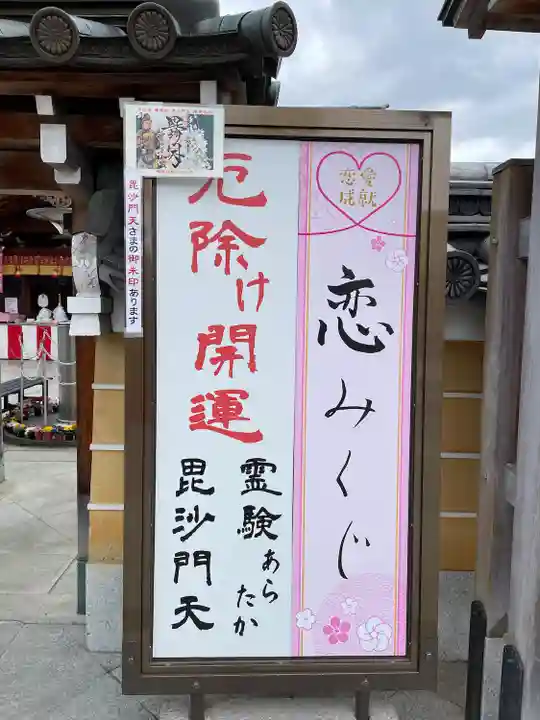 恋愛
成就
恋みくじ
厄除け開運
霊験あらたか
毘沙門天
毘沙門天さまの御朱印あります